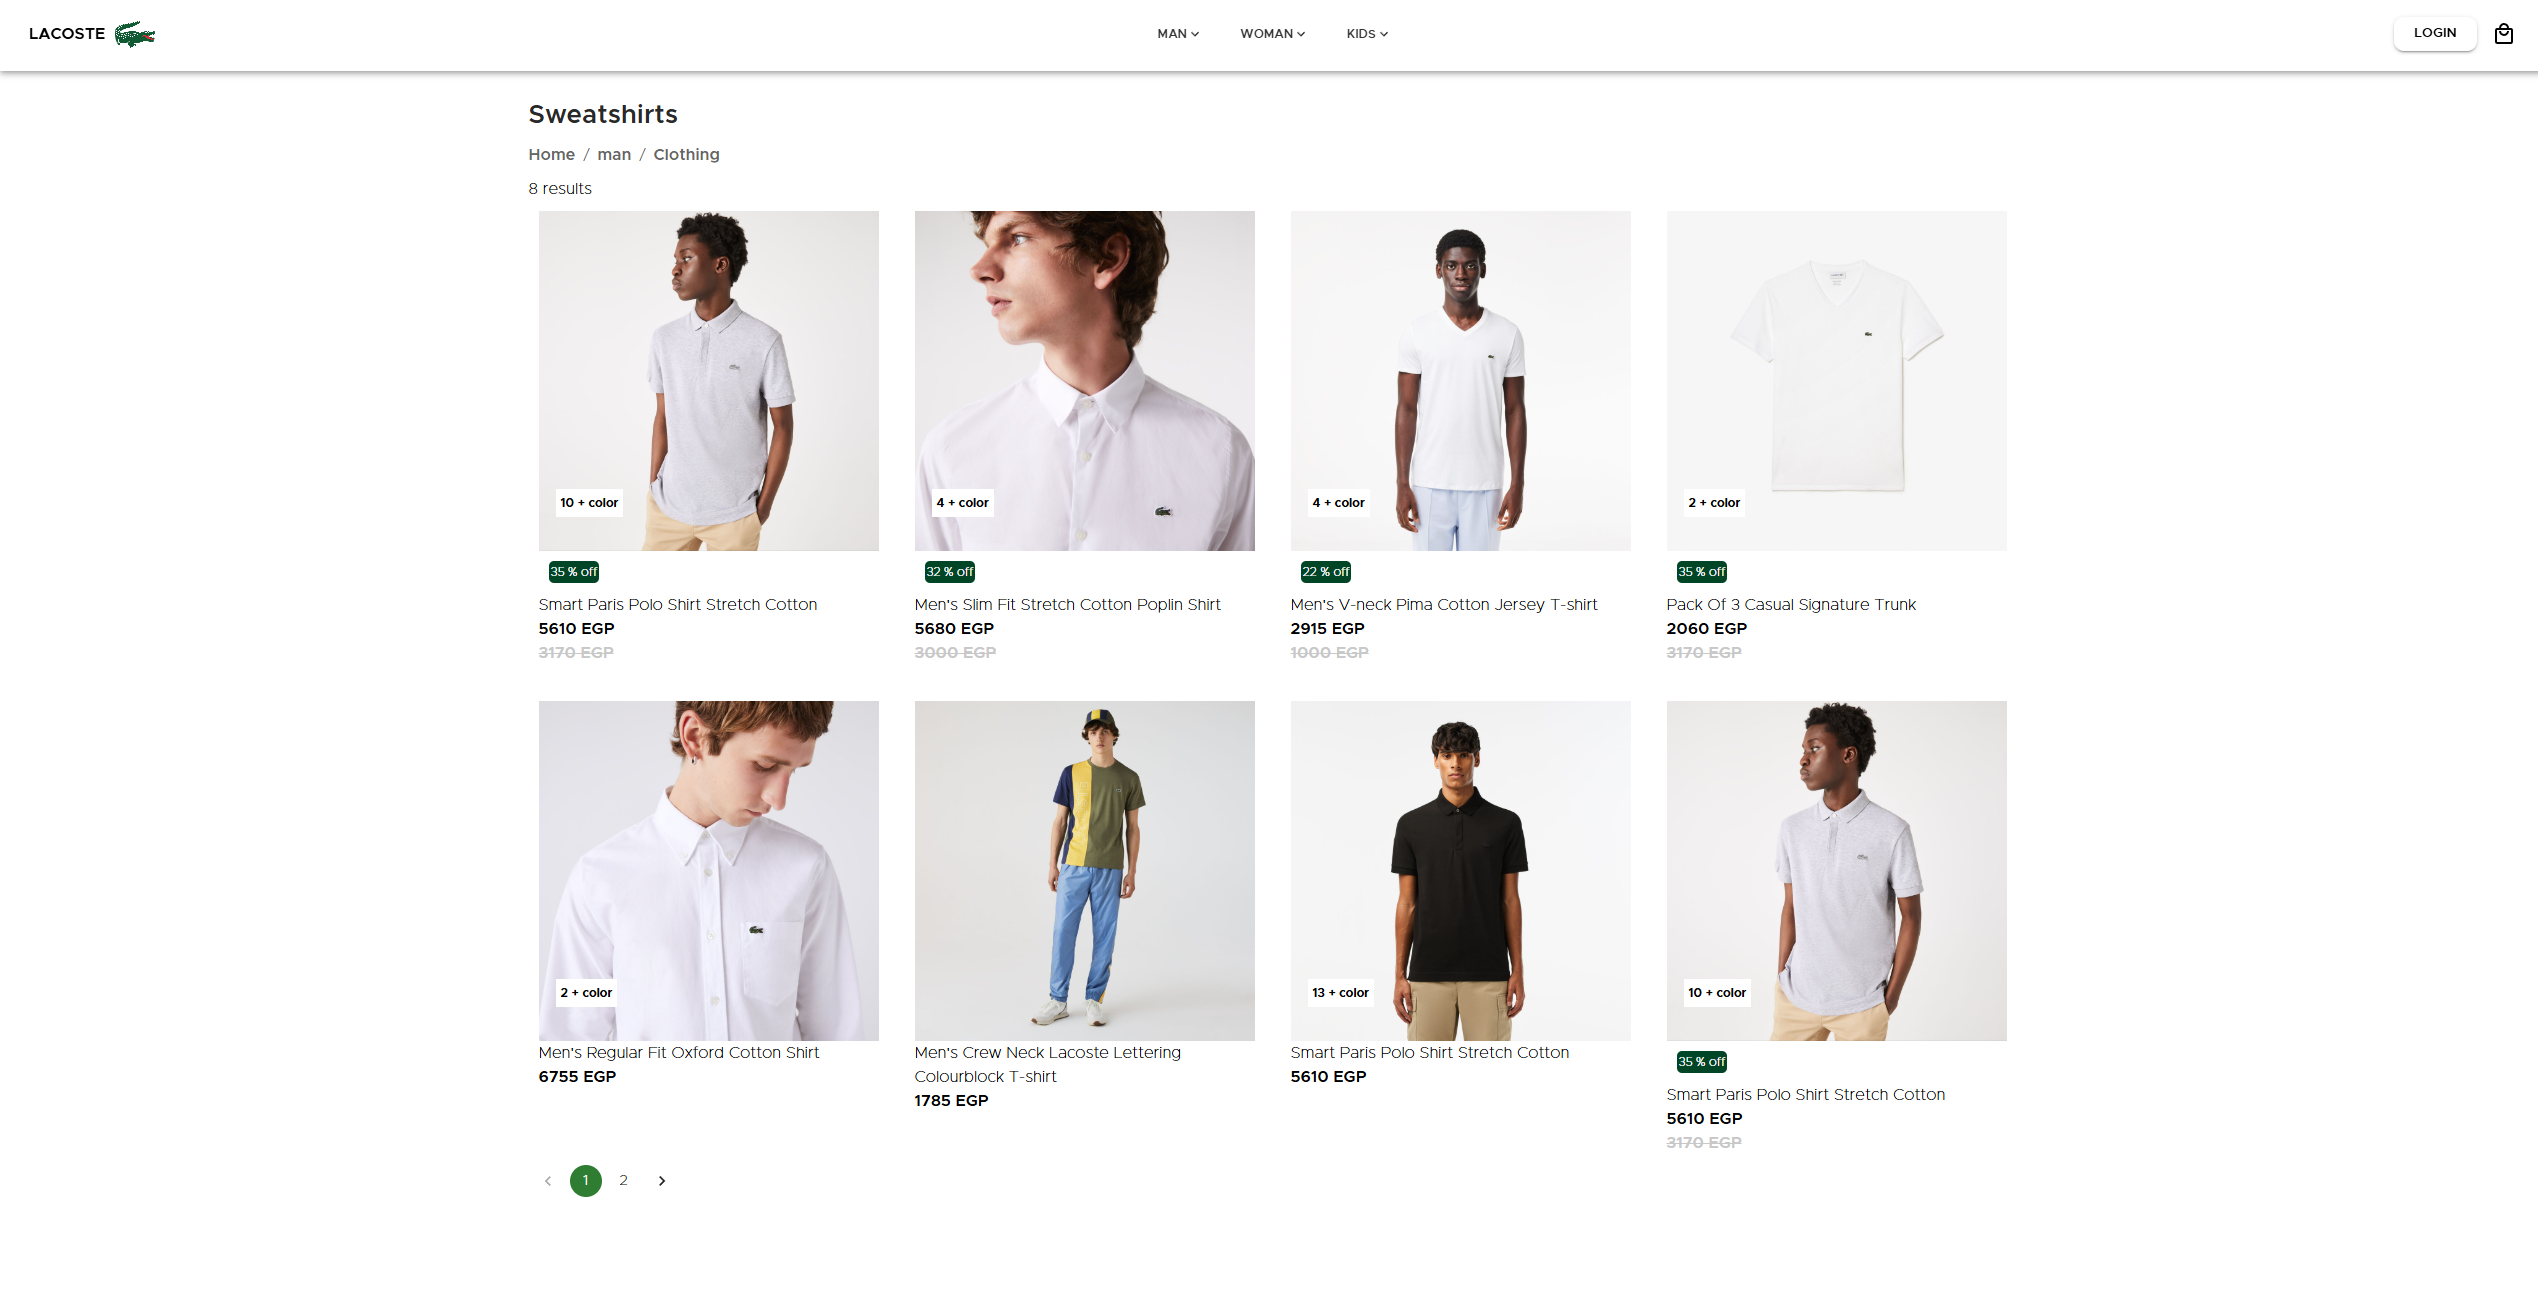 LACOSTE
MAN
WOMAN
KIDS
LOGIN
Sweatshirts
Home / man / Clothing
8 results
10 + color
4 + color
4 + color
2 + color
35 % off
32 % off
22 % off
35 % off
Smart Paris Polo Shirt Stretch Cotton
5610 EGP
3170 EGP
Men's Slim Fit Stretch Cotton Poplin Shirt
5680 EGP
3000 EGP
Men's V-neck Pima Cotton Jersey T-shirt
2915 EGP
1000 EGP
Pack Of 3 Casual Signature Trunk
2060 EGP
3170 EGP
2 + color
13 + color
10 + color
Men's Regular Fit Oxford Cotton Shirt
6755 EGP
Men's Crew Neck Lacoste Lettering
Colourblock T-shirt
1785 EGP
Smart Paris Polo Shirt Stretch Cotton
5610 EGP
35 % off
Smart Paris Polo Shirt Stretch Cotton
5610 EGP
3170 EGP
1
2